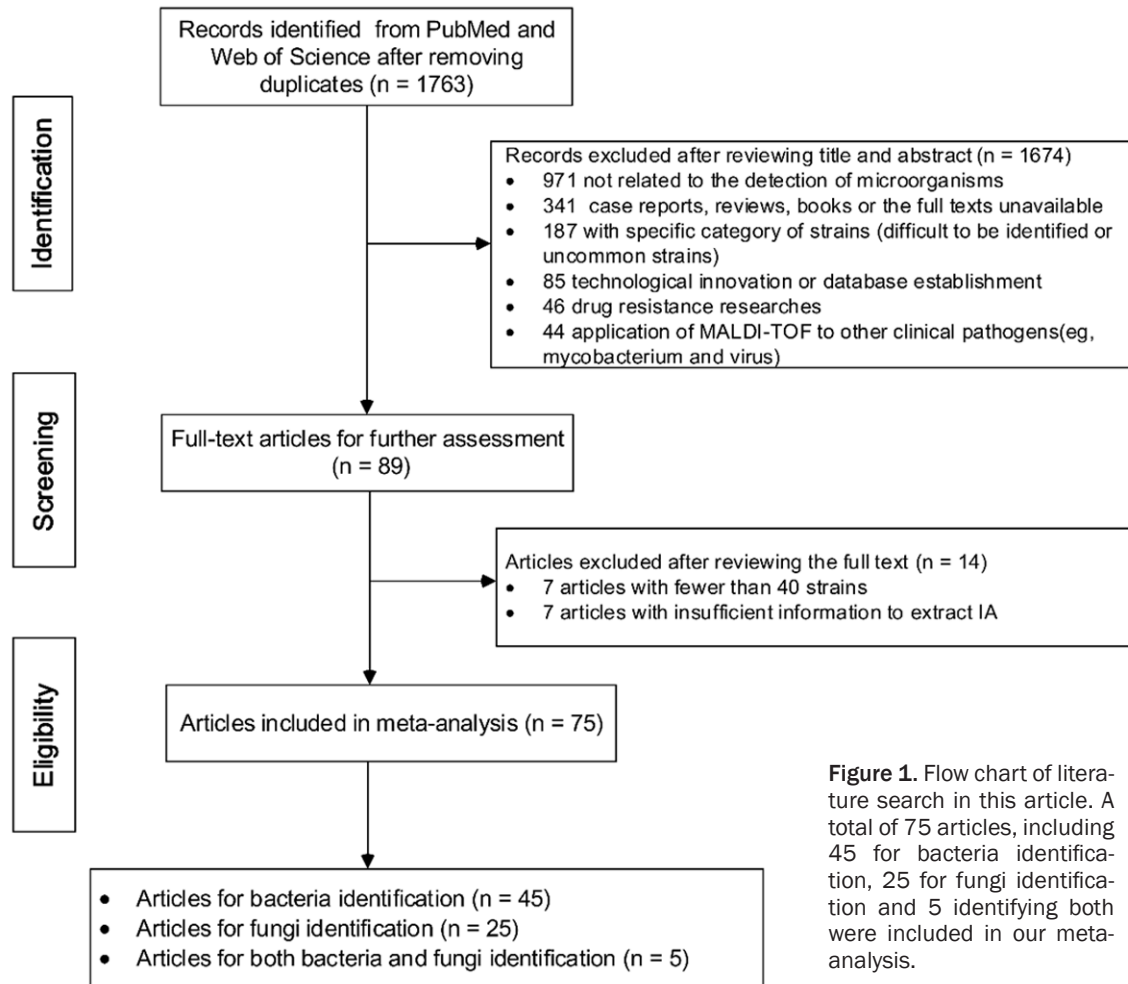 Records identified from PubMed and
Web of Science after removing
duplicates (n = 1763)
Identification
Records excluded after reviewing title and abstract (n = 1674)
• 971 not related to the detection of microorganisms
• 341 case reports, reviews, books or the full texts unavailable
• 187 with specific category of strains (difficult to be identified or
uncommon strains)
• 85 technological innovation or database establishment
• 46 drug resistance researches
• 44 application of MALDI-TOF to other clinical pathogens(eg,
mycobacterium and virus)
Screening
Full-text articles for further assessment
(n = 89)
Articles excluded after reviewing the full text (n = 14)
• 7 articles with fewer than 40 strains
• 7 articles with insufficient information to extract IA
Eligibility
Articles included in meta-analysis (n = 75)
• Articles for bacteria identification (n = 45)
• Articles for fungi identification (n = 25)
• Articles for both bacteria and fungi identification (n = 5)
Figure 1. Flow chart of litera-
ture search in this article. A
total of 75 articles, including
45 for bacteria identifica-
tion, 25 for fungi identifica-
tion and 5 identifying both
were included in our meta-
analysis.